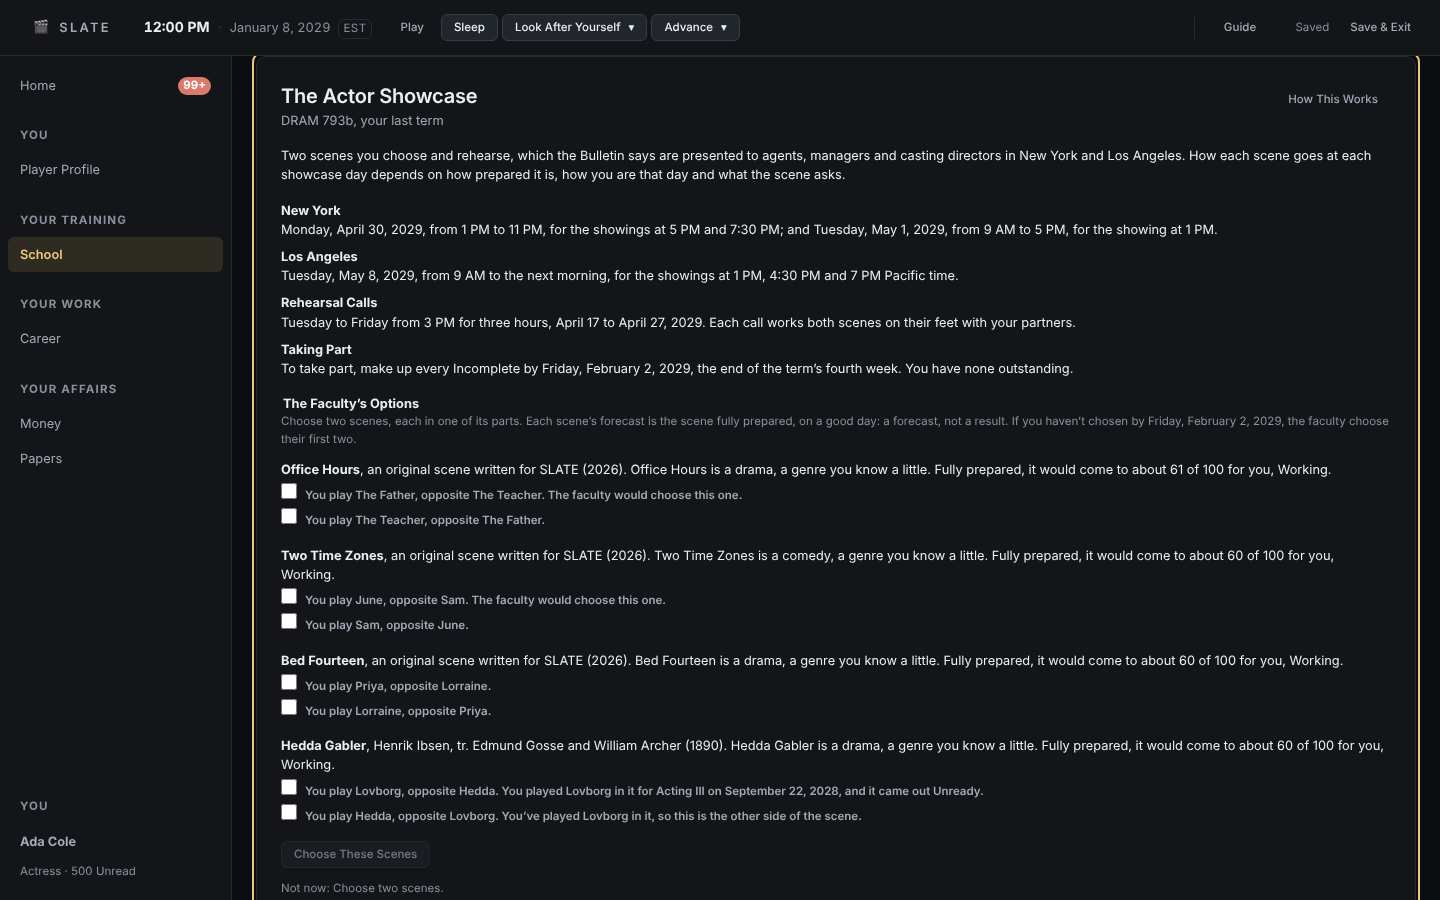 SLATE
12:00 PM · January 8, 2029 EST
Play
Sleep
Look After Yourself ▾
Advance ▾
Guide
Saved
Save & Exit
Home
99+
YOU
Player Profile
YOUR TRAINING
School
YOUR WORK
Career
YOUR AFFAIRS
Money
Papers
YOU
Ada Cole
Actress · 500 Unread
The Actor Showcase
How This Works
DRAM 793b, your last term
Two scenes you choose and rehearse, which the Bulletin says are presented to agents, managers and casting directors in New York and Los Angeles. How each scene goes at each
showcase day depends on how prepared it is, how you are that day and what the scene asks.
New York
Monday, April 30, 2029, from 1 PM to 11 PM, for the showings at 5 PM and 7:30 PM; and Tuesday, May 1, 2029, from 9 AM to 5 PM, for the showing at 1 PM.
Los Angeles
Tuesday, May 8, 2029, from 9 AM to the next morning, for the showings at 1 PM, 4:30 PM and 7 PM Pacific time.
Rehearsal Calls
Tuesday to Friday from 3 PM for three hours, April 17 to April 27, 2029. Each call works both scenes on their feet with your partners.
Taking Part
To take part, make up every Incomplete by Friday, February 2, 2029, the end of the term’s fourth week. You have none outstanding.
The Faculty’s Options
Choose two scenes, each in one of its parts. Each scene’s forecast is the scene fully prepared, on a good day: a forecast, not a result. If you haven’t chosen by Friday, February 2, 2029, the faculty choose
their first two.
Office Hours, an original scene written for SLATE (2026). Office Hours is a drama, a genre you know a little. Fully prepared, it would come to about 61 of 100 for you, Working.
You play The Father, opposite The Teacher. The faculty would choose this one.
You play The Teacher, opposite The Father.
Two Time Zones, an original scene written for SLATE (2026). Two Time Zones is a comedy, a genre you know a little. Fully prepared, it would come to about 60 of 100 for you,
Working.
You play June, opposite Sam. The faculty would choose this one.
You play Sam, opposite June.
Bed Fourteen, an original scene written for SLATE (2026). Bed Fourteen is a drama, a genre you know a little. Fully prepared, it would come to about 60 of 100 for you, Working.
You play Priya, opposite Lorraine.
You play Lorraine, opposite Priya.
Hedda Gabler, Henrik Ibsen, tr. Edmund Gosse and William Archer (1890). Hedda Gabler is a drama, a genre you know a little. Fully prepared, it would come to about 60 of 100 for you,
Working.
You play Lovborg, opposite Hedda. You played Lovborg in it for Acting III on September 22, 2028, and it came out Unready.
You play Hedda, opposite Lovborg. You’ve played Lovborg in it, so this is the other side of the scene.
Choose These Scenes
Not now: Choose two scenes.